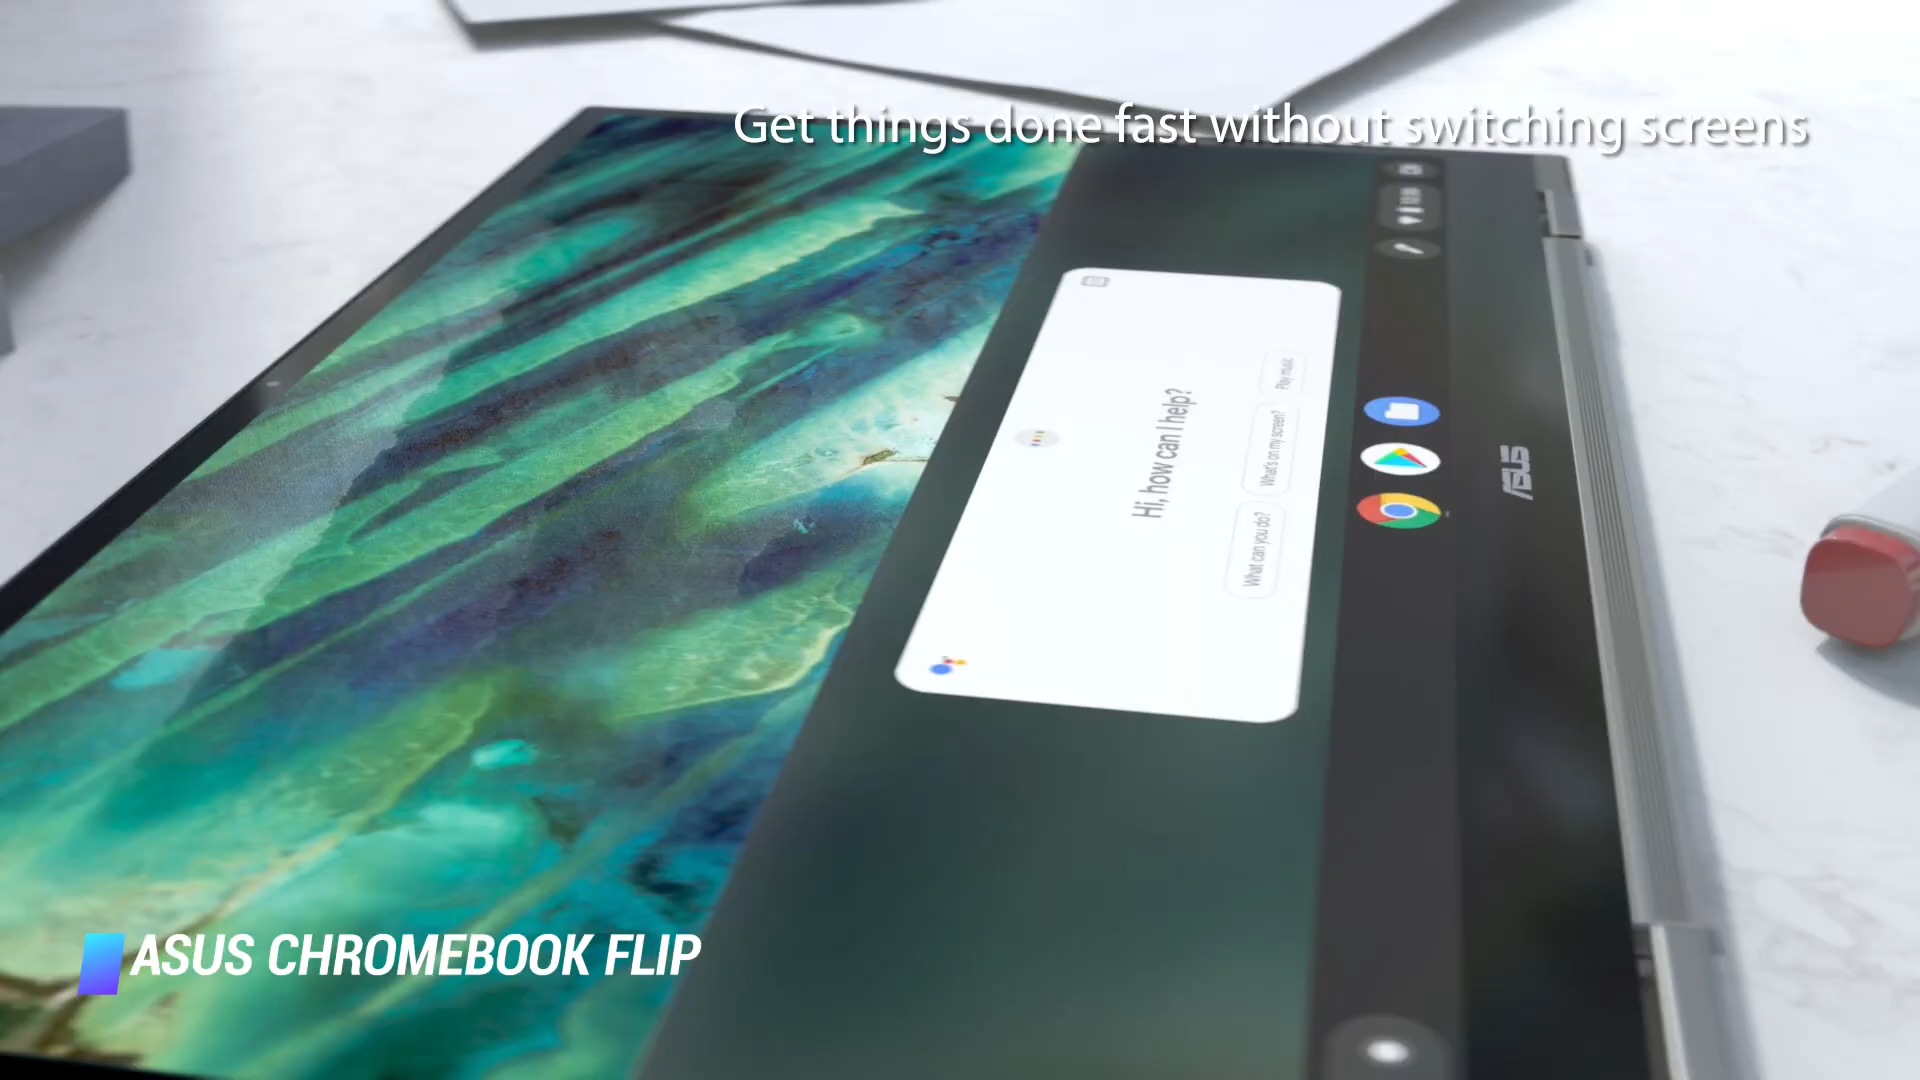 Get things done fast without switching screens
Hi, how can I help?
What can you do?
What's on my screen?
Play music
ASUS
ASUS CHROMEBOOK FLIP